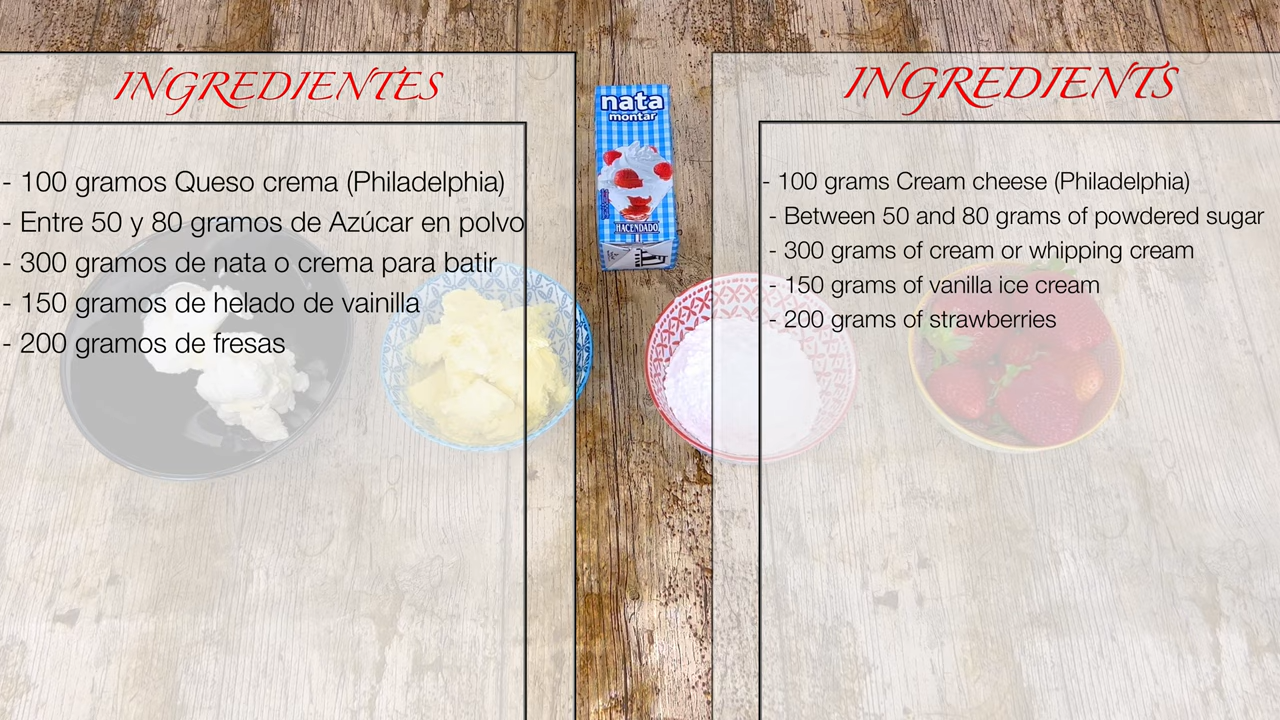 INGREDIENTES
- 100 gramos Queso crema (Philadelphia)
- Entre 50 y 80 gramos de Azúcar en polvo
- 300 gramos de nata o crema para batir
- 150 gramos de helado de vainilla
- 200 gramos de fresas
nata
montar
HACENDADO
INGREDIENTS
- 100 grams Cream cheese (Philadelphia)
- Between 50 and 80 grams of powdered sugar
- 300 grams of cream or whipping cream
- 150 grams of vanilla ice cream
- 200 grams of strawberries